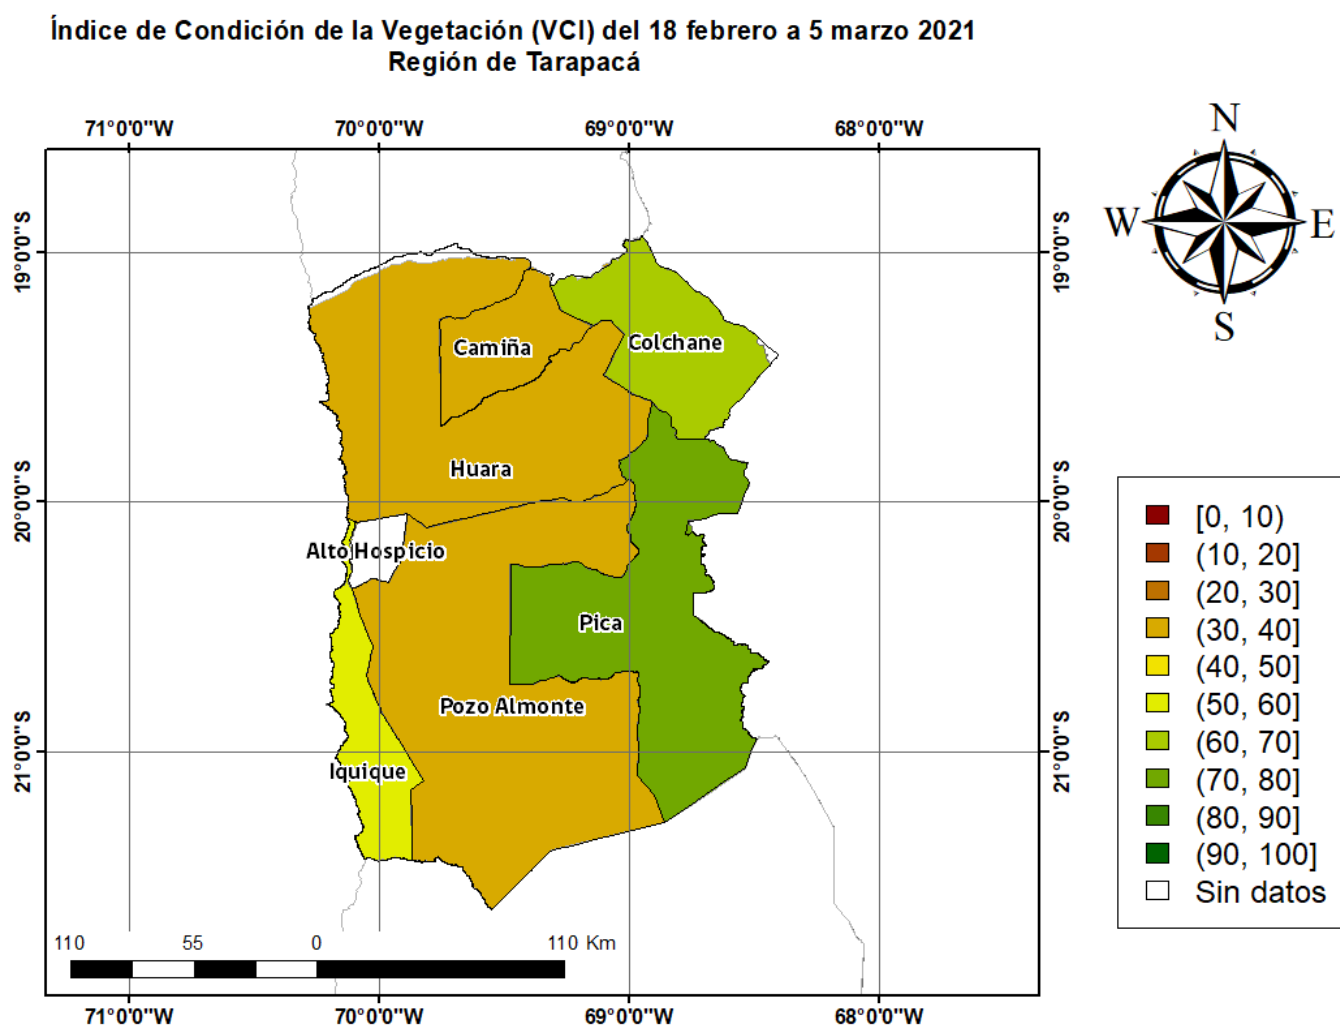 Índice de Condición de la Vegetación (VCI) del 18 febrero a 5 marzo 2021
Región de Tarapacá
71°0'0"W 70°0'0"W 69°0'0"W 68°0'0"W
N
W E
S
19°0'0"S 19°0'0"S
Camiña
Colchane
Huara
20°0'0"S 20°0'0"S
Alto Hospicio
Pica
Pozo Almonte
21°0'0"S 21°0'0"S
Iquique
[0, 10)
(10, 20]
(20, 30]
(30, 40]
(40, 50]
(50, 60]
(60, 70]
(70, 80]
(80, 90]
(90, 100]
Sin datos
110 55 0 110 Km
71°0'0"W 70°0'0"W 69°0'0"W 68°0'0"W